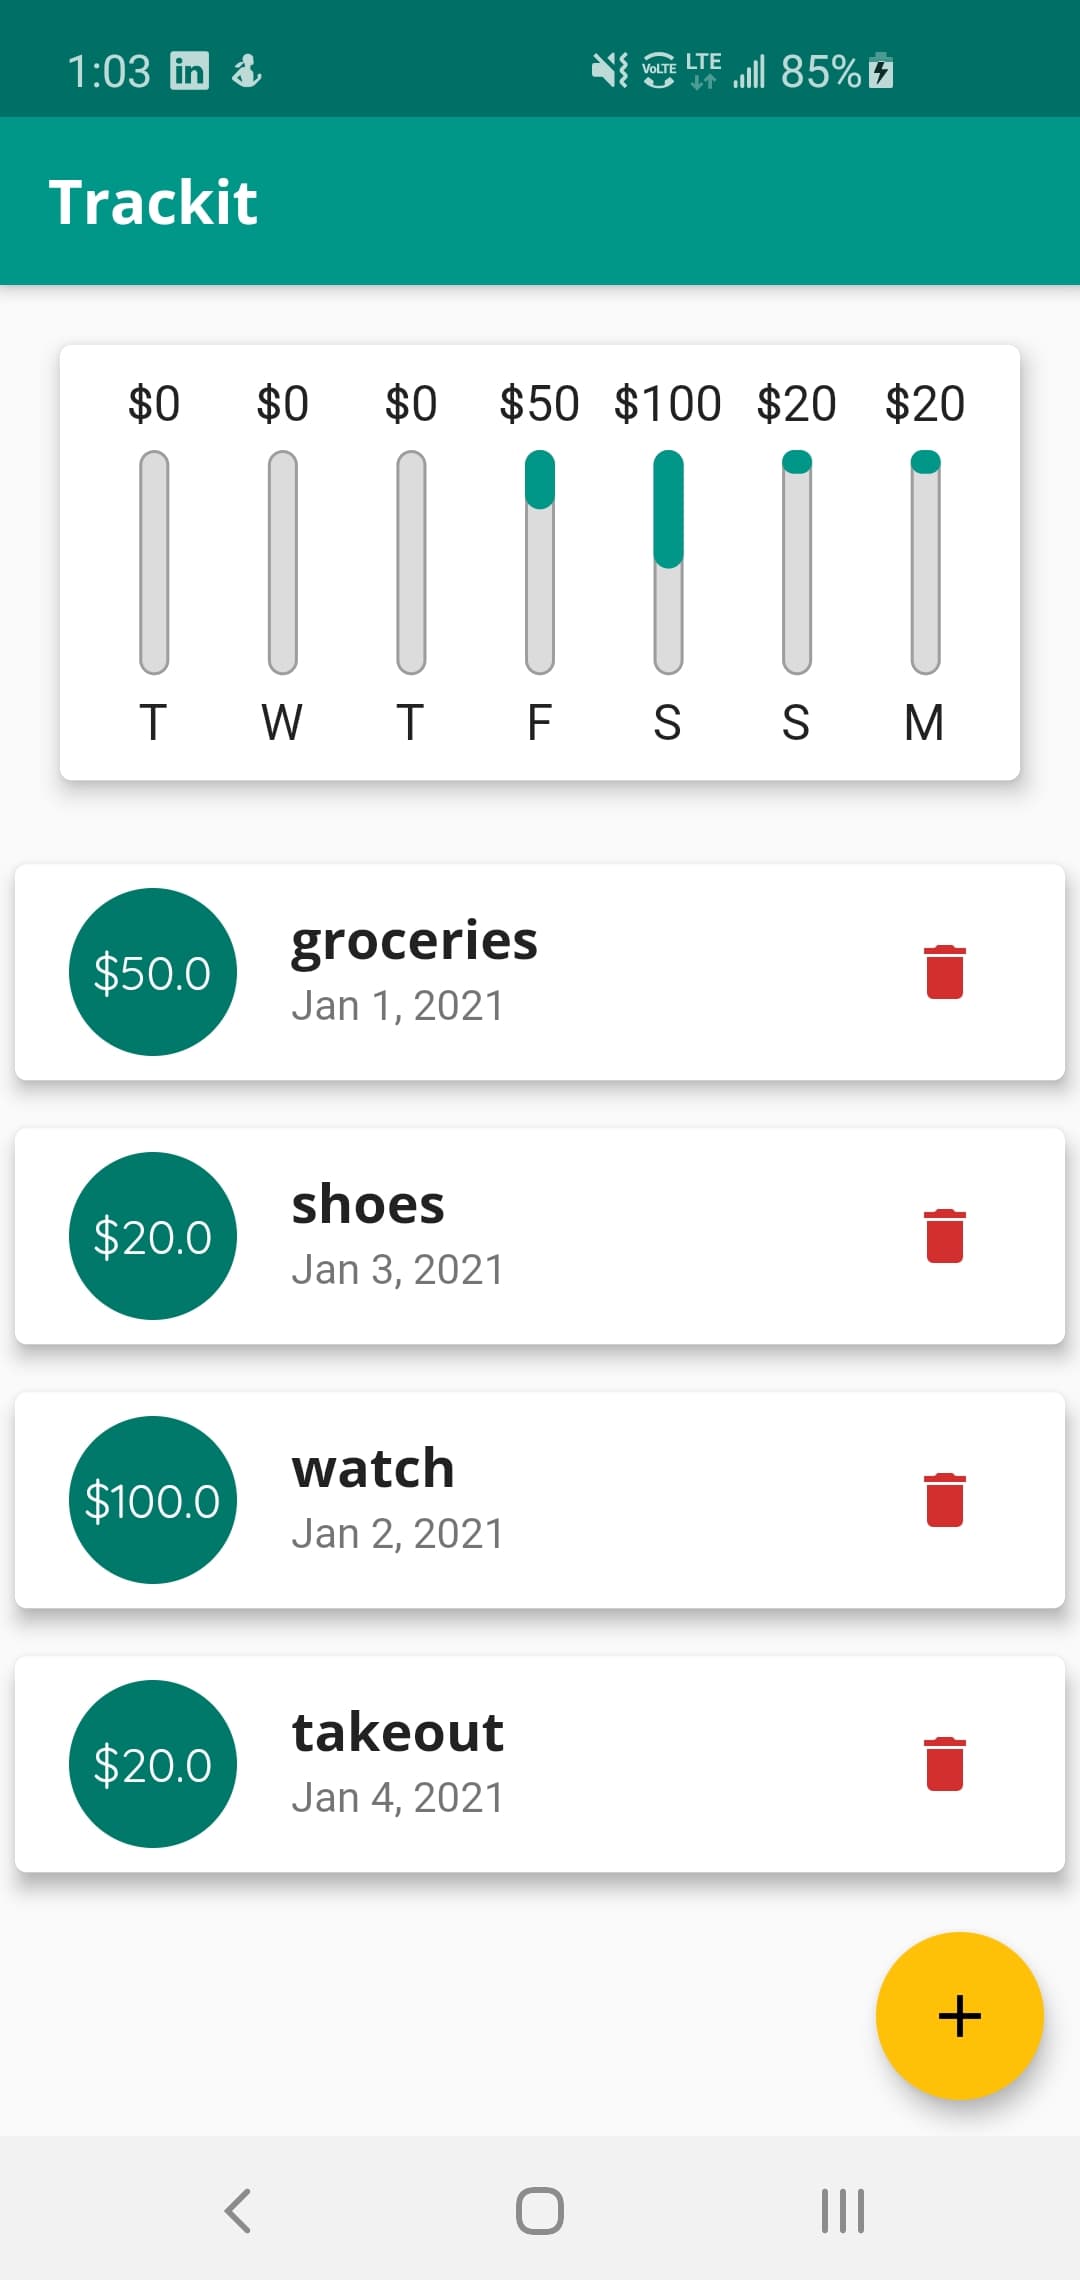 1:03 in VoLTE LTE 85%
Trackit
$0 $0 $0 $50 $100 $20 $20
T W T F S S M
$50.0
groceries
Jan 1, 2021
$20.0
shoes
Jan 3, 2021
$100.0
watch
Jan 2, 2021
$20.0
takeout
Jan 4, 2021
+